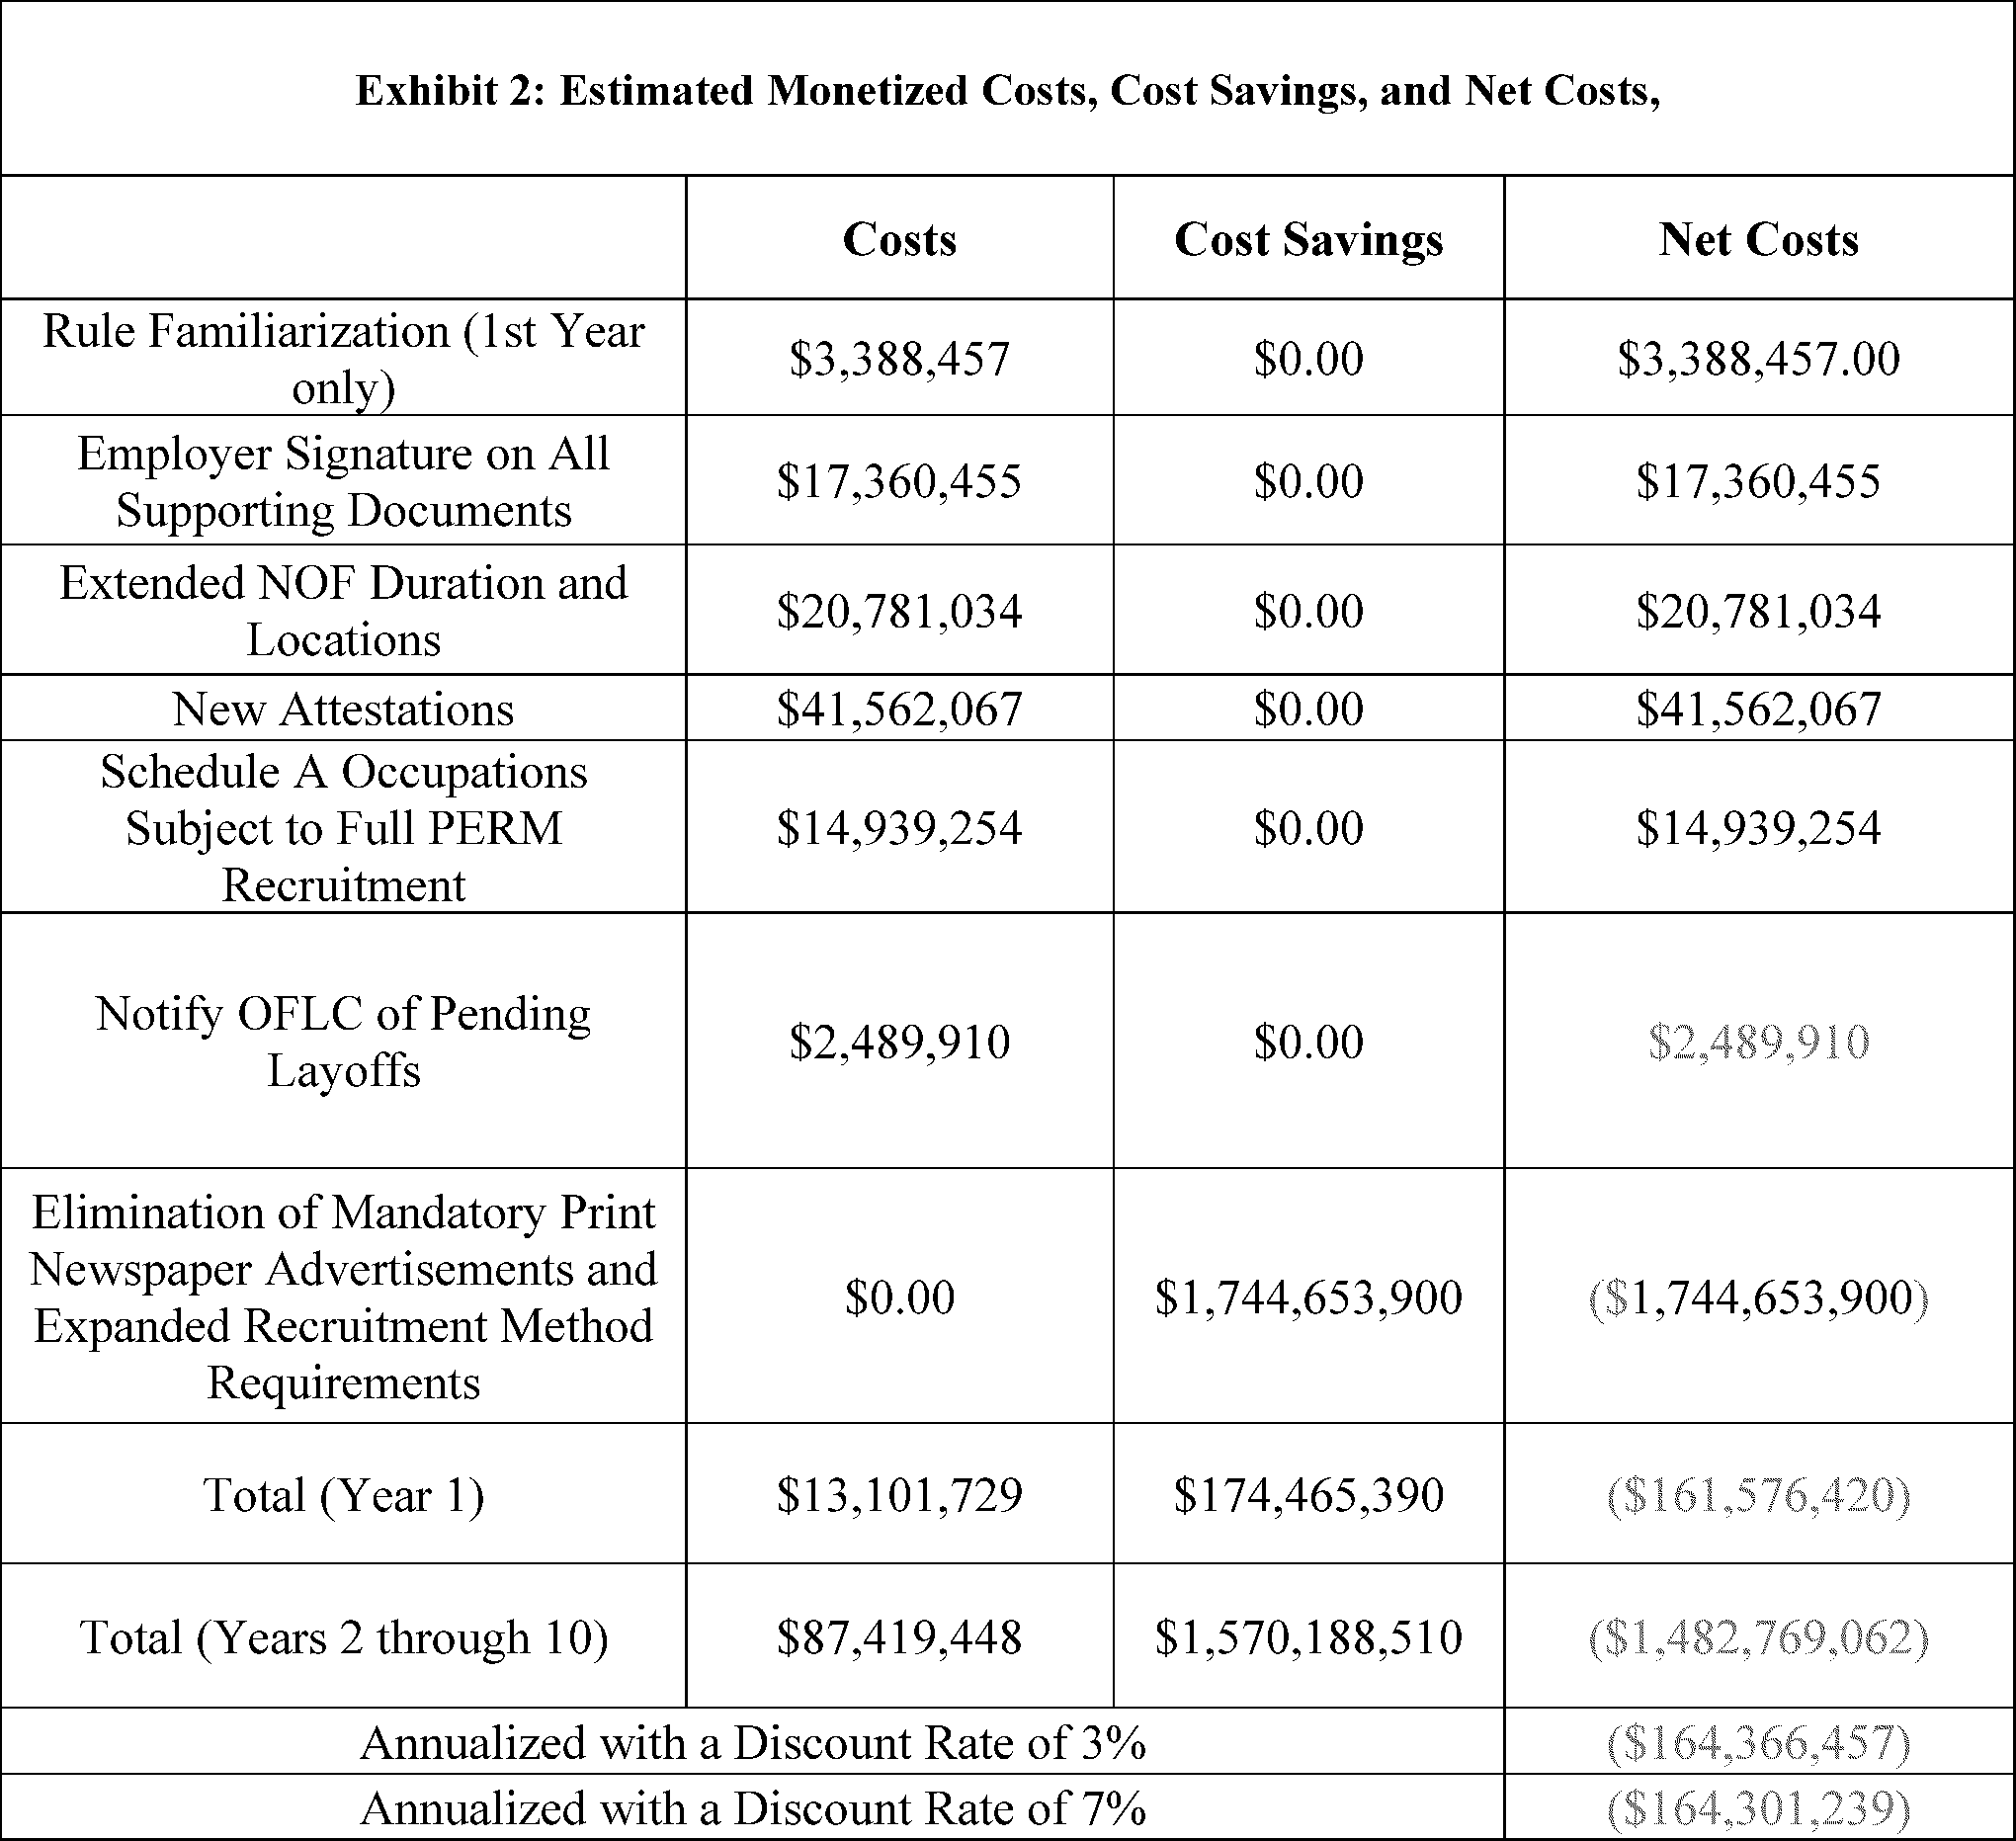 Exhibit 2: Estimated Monetized Costs, Cost Savings, and Net Costs,
Costs Cost Savings Net Costs
Rule Familiarization (1st Year
only)
$3,388,457 $0.00 $3,388,457.00
Employer Signature on All
Supporting Documents
$17,360,455 $0.00 $17,360,455
Extended NOF Duration and
Locations
$20,781,034 $0.00 $20,781,034
New Attestations $41,562,067 $0.00 $41,562,067
Schedule A Occupations
Subject to Full PERM
Recruitment
$14,939,254 $0.00 $14,939,254
Notify OFLC of Pending
Layoffs
$2,489,910 $0.00 $2,489,910
Elimination of Mandatory Print
Newspaper Advertisements and
Expanded Recruitment Method
Requirements
$0.00 $1,744,653,900 ($1,744,653,900)
Total (Year 1) $13,101,729 $174,465,390 ($161,576,420)
Total (Years 2 through 10) $87,419,448 $1,570,188,510 ($1,482,769,062)
Annualized with a Discount Rate of 3% ($164,366,457)
Annualized with a Discount Rate of 7% ($164,301,239)